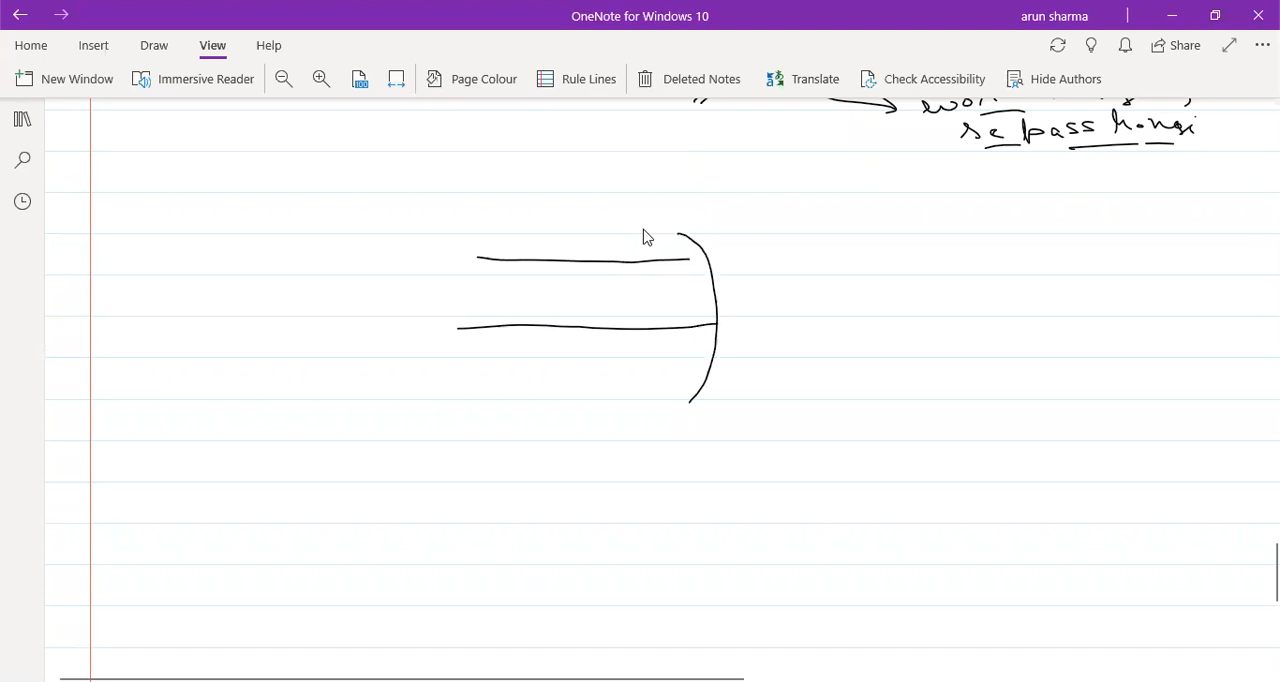 OneNote for Windows 10
arun sharma
Home Insert Draw View Help
Share
New Window Immersive Reader Page Colour Rule Lines Deleted Notes Translate Check Accessibility Hide Authors
se pass hongi